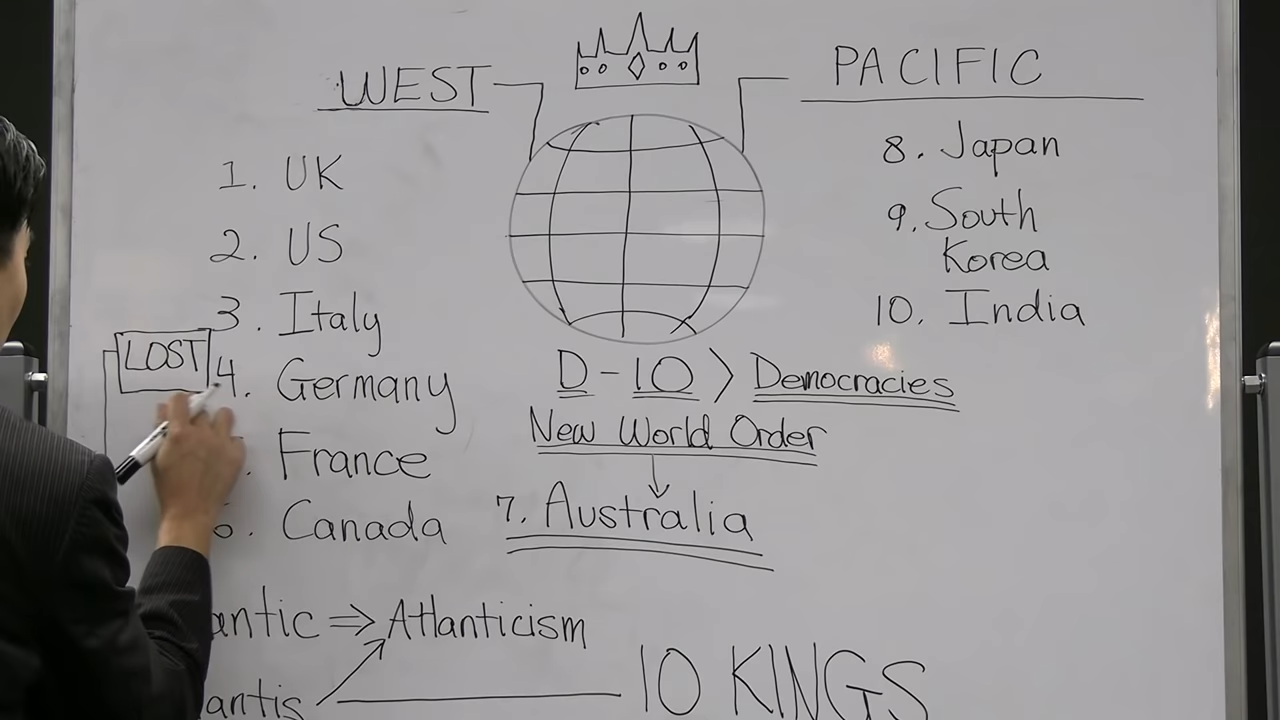 WEST
PACIFIC
1. UK
2. US
3. Italy
LOST
4. Germany
. France
6. Canada
8. Japan
9. South
Korea
10. India
D-10 > Democracies
New World Order
7. Australia
antic ⇒ Atlanticism
antis
10 KINGS